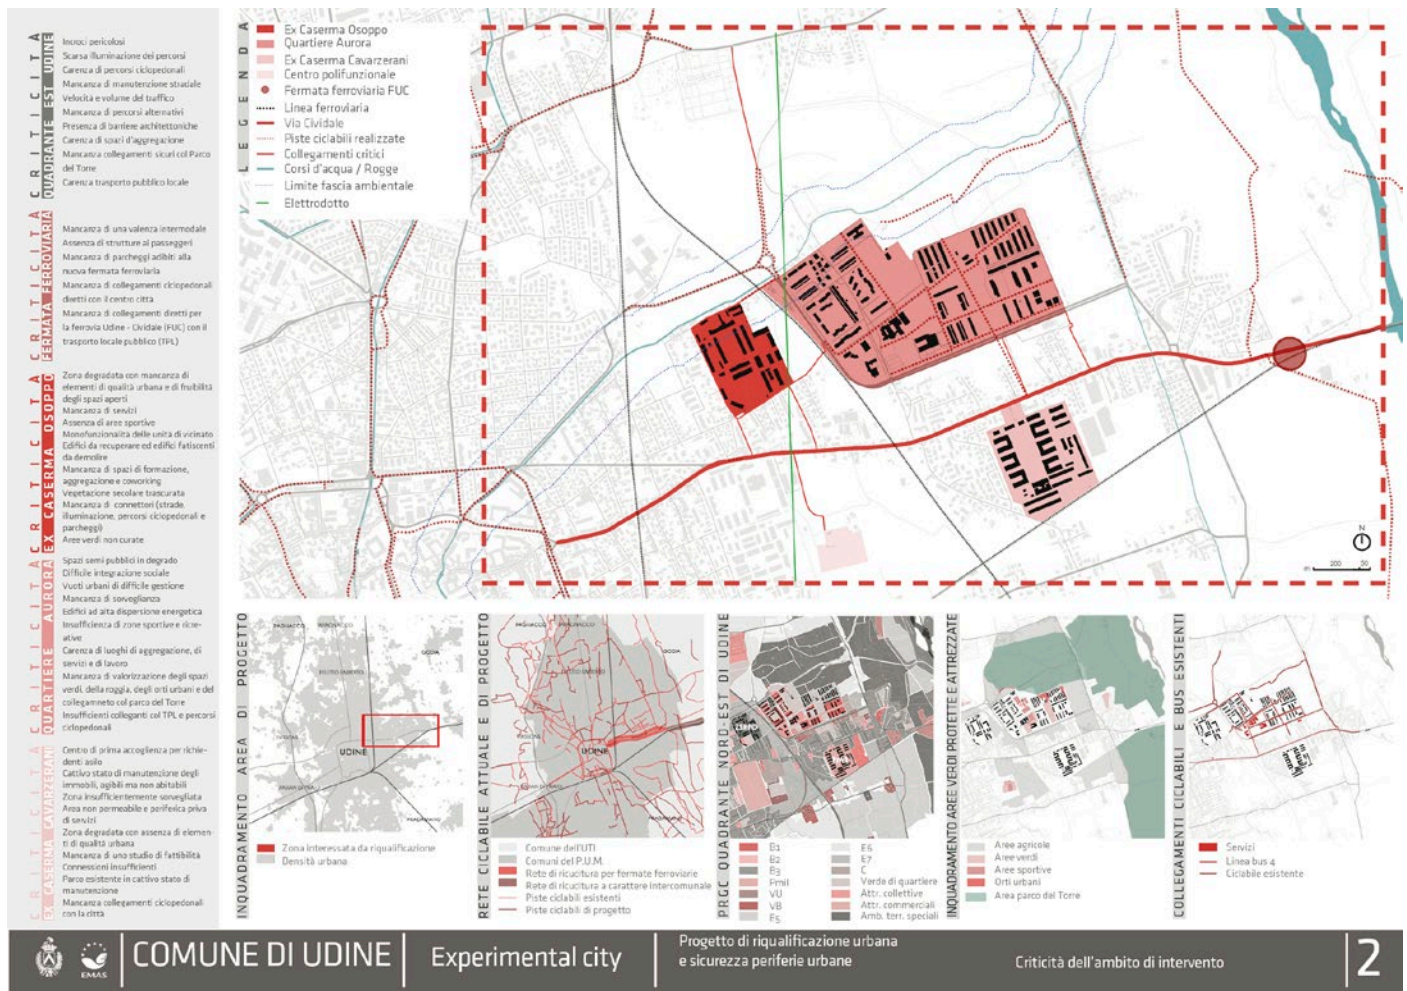 CRITICITÀ
QUADRANTE EST UDINE
Incroci pericolosi
Scarsa illuminazione dei percorsi
Carenza di percorsi ciclopedonali
Mancanza di manutenzione stradale
Velocità e volume del traffico
Mancanza di percorsi alternativi
Presenza di barriere architettoniche
Carenza di spazi d'aggregazione
Mancanza collegamenti sicuri col Parco
del Torre
Carenza trasporto pubblico locale
CRITICITÀ
FERMATA FERROVIARIA
Mancanza di una valenza intermodale
Assenza di strutture ai passeggeri
Mancanza di parcheggi adibiti alla
nuova fermata ferroviaria
Mancanza di collegamenti ciclopedonali
diretti con il centro citta
Mancanza di collegamenti diretti per
la ferrovia Udine - Cividale (FUC) con il
trasporto locale pubblico (TPL)
CRITICITÀ
EX CASERMA OSOPPO
Zona degradata con mancanza di
elementi di qualità urbana e di fruibilità
degli spazi aperti
Mancanza di servizi
Assenza di aree sportive
Monofunzionalità delle unità di vicinato
Edifici da recuperare ed edifici fatiscenti
da demolire
Mancanza di spazi di formazione,
aggregazione e coworking
Vegetazione secolare trascurata
Mancanza di connettori (strade,
illuminazione, percorsi ciclopedonali e
parcheggi)
Aree verdi non curate
CRITICITÀ
QUARTIERE AURORA
Spazi semi pubblici in degrado
Difficile integrazione sociale
Vuoti urbani di difficile gestione
Mancanza di sorveglianza
Edifici ad alta dispersione energetica
Insufficienza di zone sportive e ricre-
ative
Carenza di luoghi di aggregazione, di
servizi e di lavoro
Mancanza di valorizzazione degli spazi
verdi, della roggia, degli orti urbani e del
collegamneto col parco del Torre
Insufficienti colleganti col TPL e percorsi
ciclopedonali
CRITICITÀ
EX CASERMA CAVARZERANI
Centro di prima accoglienza per richie-
denti asilo
Cattivo stato di manutenzione degli
immobili, agibili ma non abitabili
Zona insufficientemente sorvegliata
Area non permeabile e periferica priva
di servizi
Zona degradata con assenza di elemen-
ti di qualità urbana
Mancanza di uno studio di fattibilità
Connessioni insufficienti
Parco esistente in cattivo stato di
manutenzione
Mancanza collegamenti ciclopedonali
con la città
LEGENDA
Ex Caserma Osoppo
Quartiere Aurora
Ex Caserma Cavarzerani
Centro polifunzionale
Fermata ferroviaria FUC
Linea ferroviaria
Via Cividale
Piste ciclabili realizzate
Collegamenti critici
Corsi d'acqua / Rogge
Limite fascia ambientale
Elettrodotto
N
m 200 50
INQUADRAMENTO AREA DI PROGETTO
PAGNACCO
UDINE
Zona interessata da riqualificazione
Densità urbana
RETE CICLABILE ATTUALE E DI PROGETTO
PAGNACCO
UDINE
Comune dell'UTI
Comuni del P.U.M.
Rete di ricucitura per fermate ferroviarie
Rete di ricucitura a carattere intercomunale
Piste ciclabili esistenti
Piste ciclabili di progetto
PRGC QUADRANTE NORD-EST DI UDINE
B1
B2
B3
Pmil
VU
VB
F5
E6
E7
C
Verde di quartiere
Attr. collettive
Attr. commerciali
Amb. terr. speciali
INQUADRAMENTO AREE VERDI PROTETTE E ATTREZZATE
Aree agricole
Aree verdi
Aree sportive
Orti urbani
Area parco del Torre
COLLEGAMENTI CICLABILI E BUS ESISTENTI
Servizi
Linea bus 4
Ciclabile esistente
EMAS
COMUNE DI UDINE
Experimental city
Progetto di riqualificazione urbana
e sicurezza periferie urbane
Criticità dell'ambito di intervento
2